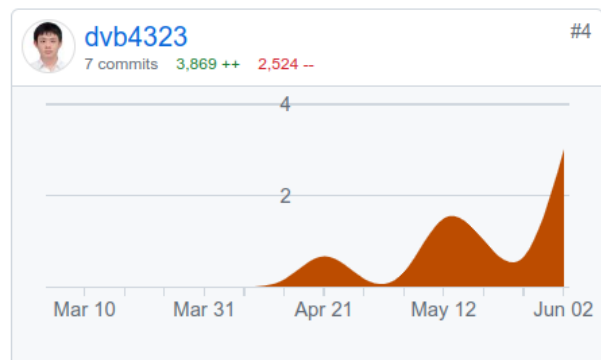 dvb4323
#4
7 commits 3,869 ++ 2,524 --
4
2
Mar 10 Mar 31 Apr 21 May 12 Jun 02